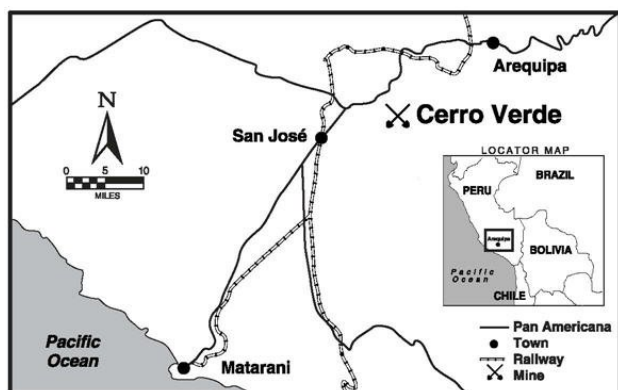 Arequipa
N
Cerro Verde
San José
0 5 10
MILES
LOCATOR MAP
PERU
BRAZIL
Arequipa
BOLIVIA
Pacific
Ocean
CHILE
Pacific
Ocean
Matarani
Pan Americana
Town
Railway
Mine